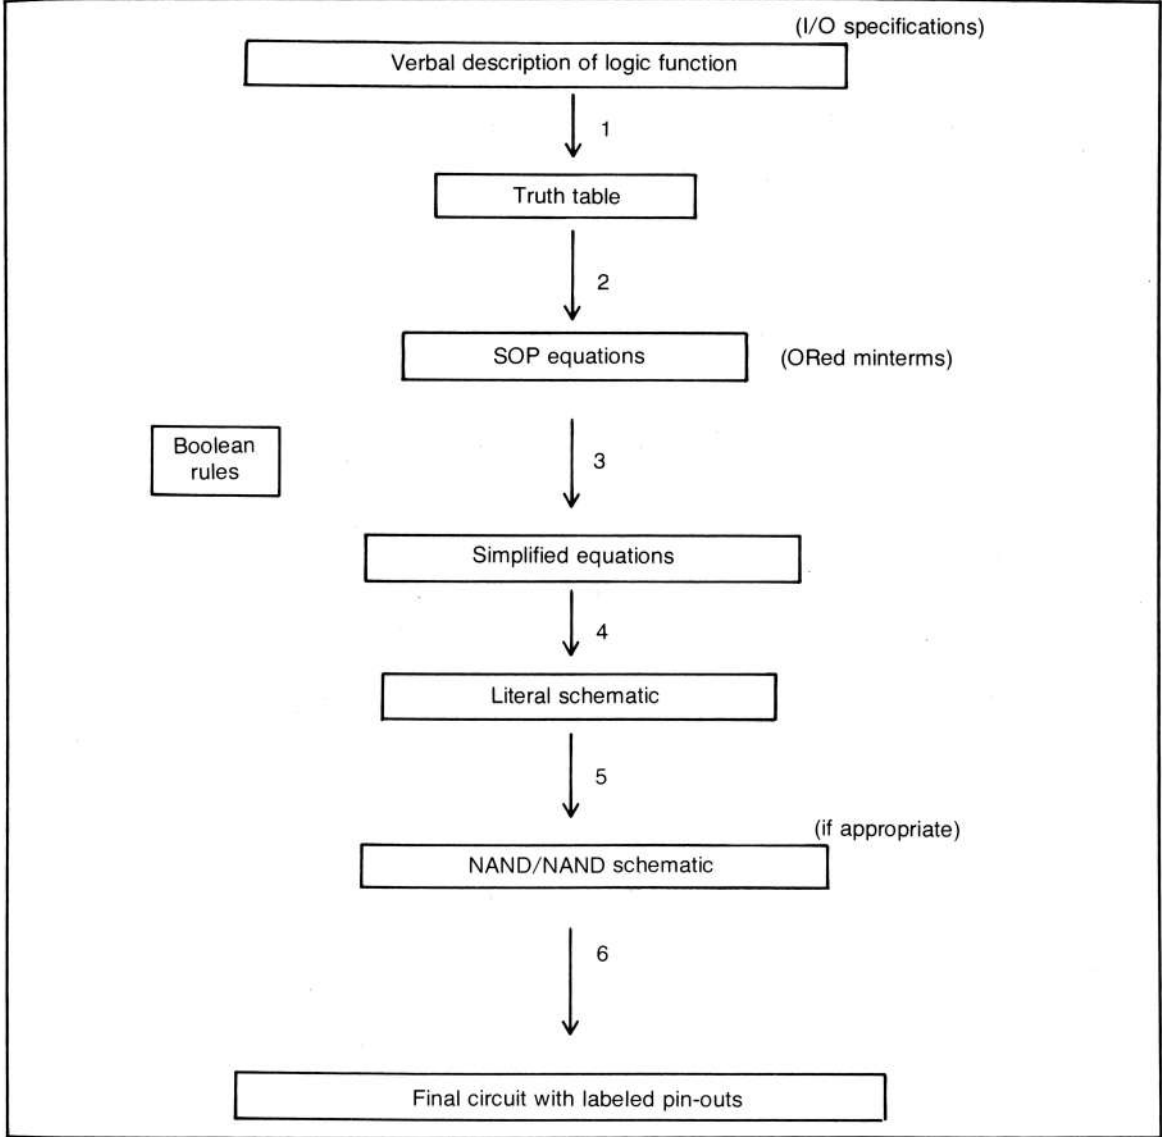 (I/O specifications)
Verbal description of logic function
1
Truth table
2
SOP equations
(ORed minterms)
Boolean
rules
3
Simplified equations
4
Literal schematic
5
(if appropriate)
NAND/NAND schematic
6
Final circuit with labeled pin-outs